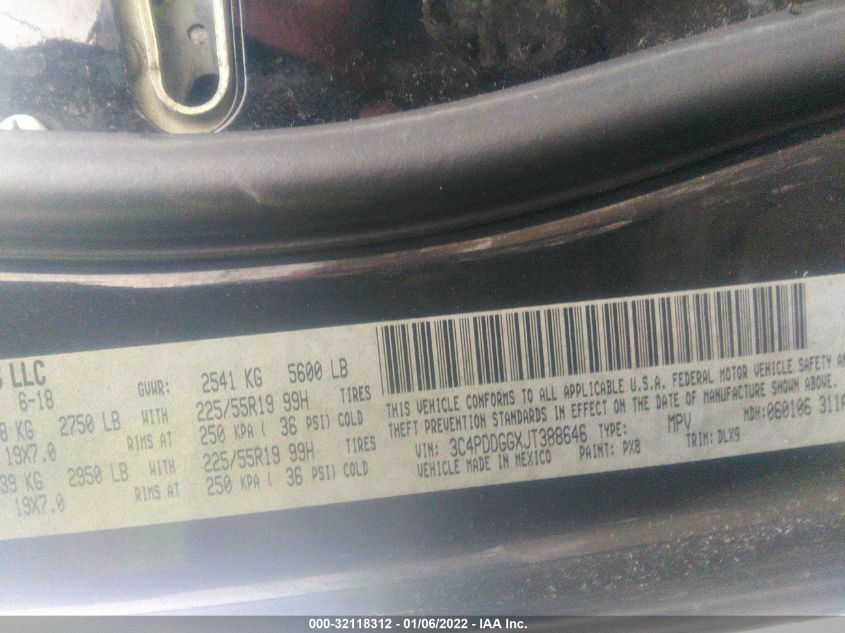 S LLC
6-18
GVWR: 2541 KG 5600 LB
8 KG 2750 LB WITH 225/55R19 99H TIRES
19X7.0 RIMS AT 250 KPA ( 36 PSI) COLD
39 KG 2950 LB WITH 225/55R19 99H TIRES
19X7.0 RIMS AT 250 KPA ( 36 PSI) COLD
THIS VEHICLE CONFORMS TO ALL APPLICABLE U.S.A. FEDERAL MOTOR VEHICLE SAFETY AND
THEFT PREVENTION STANDARDS IN EFFECT ON THE DATE OF MANUFACTURE SHOWN ABOVE.
VIN: 3C4PDDGGXJT388646 TYPE: MPV MDH: 060106 311A
VEHICLE MADE IN MEXICO PAINT: PX8 TRIM: DLX9
000-32118312 - 01/06/2022 - IAA Inc.